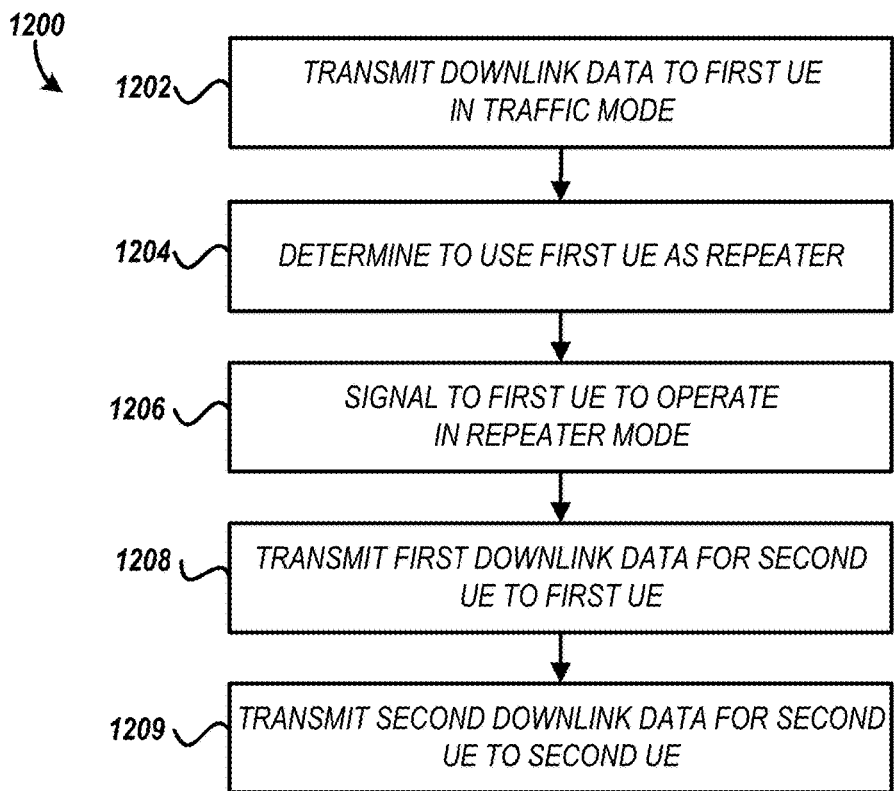 1200
1202
TRANSMIT DOWNLINK DATA TO FIRST UE
IN TRAFFIC MODE
1204
DETERMINE TO USE FIRST UE AS REPEATER
1206
SIGNAL TO FIRST UE TO OPERATE
IN REPEATER MODE
1208
TRANSMIT FIRST DOWNLINK DATA FOR SECOND
UE TO FIRST UE
1209
TRANSMIT SECOND DOWNLINK DATA FOR SECOND
UE TO SECOND UE